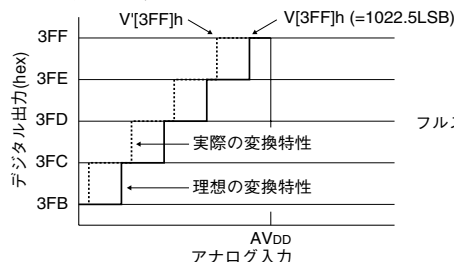 V'[3FF]h
V[3FF]h (=1022.5LSB)
3FF
3FE
3FD
3FC
3FB
デジタル出力(hex)
実際の変換特性
理想の変換特性
AVDD
アナログ入力
フルス